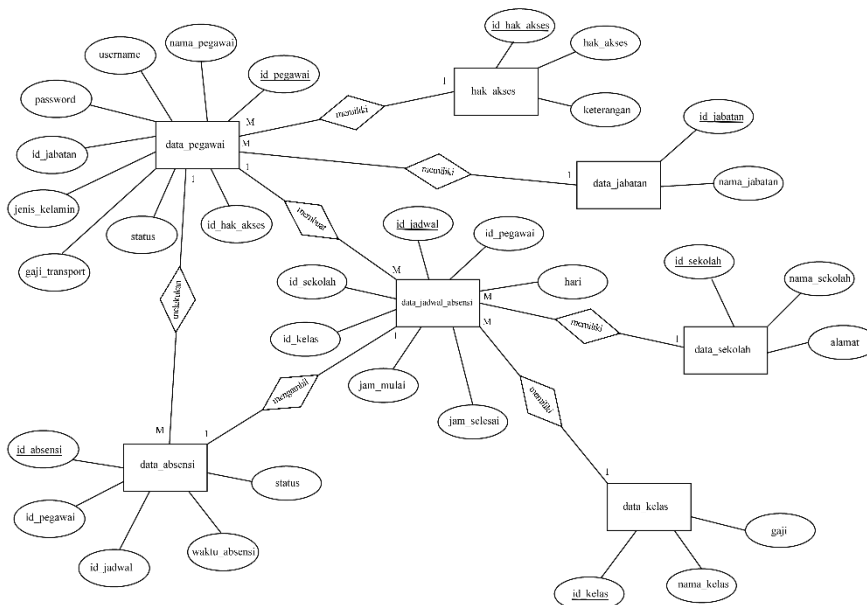 nama_pegawai
username
id_pegawai
password
data_pegawai
id_jabatan
jenis_kelamin
status
id_hak_akses
gaji_transport
M
M
1
1
memiliki
1
id_hak_akses
hak_akses
hak_akses
keterangan
memiliki
1
id_jabatan
data_jabatan
nama_jabatan
membuat
M
id_jadwal
id_pegawai
hari
id_sekolah
data_jadwal_absensi
M
M
1
id_kelas
jam_mulai
jam_selesai
memiliki
1
id_sekolah
nama_sekolah
data_sekolah
alamat
melakukan
M
mengambil
1
id_absensi
data_absensi
status
id_pegawai
id_jadwal
waktu_absensi
memiliki
1
data_kelas
gaji
id_kelas
nama_kelas